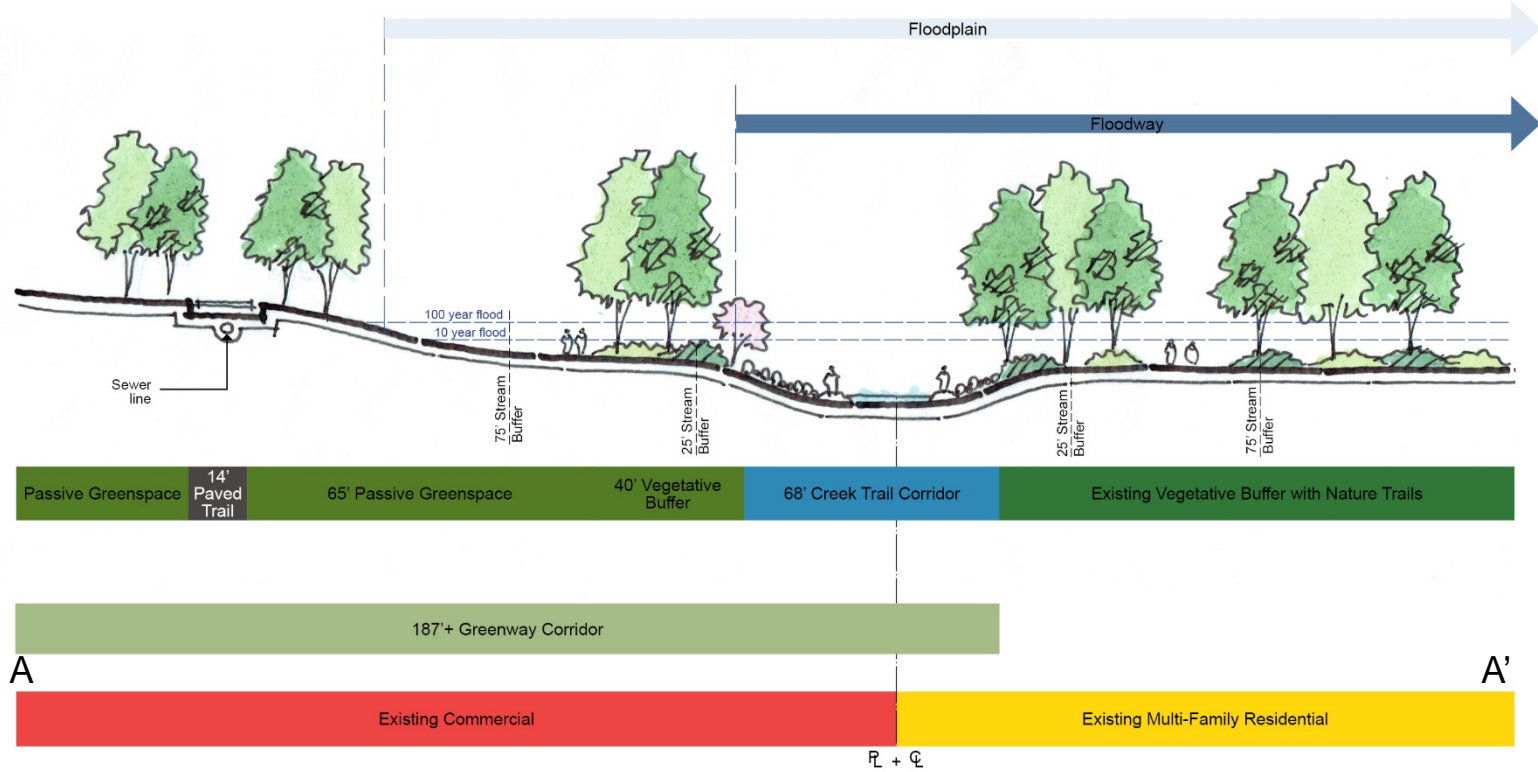 Floodplain
Floodway
100 year flood
10 year flood
Sewer
line
75' Stream
Buffer
25' Stream
Buffer
25' Stream
Buffer
75' Stream
Buffer
Passive Greenspace
14'
Paved
Trail
65' Passive Greenspace
40' Vegetative
Buffer
68' Creek Trail Corridor
Existing Vegetative Buffer with Nature Trails
187'+ Greenway Corridor
A
A'
Existing Commercial
Existing Multi-Family Residential
PL + CL